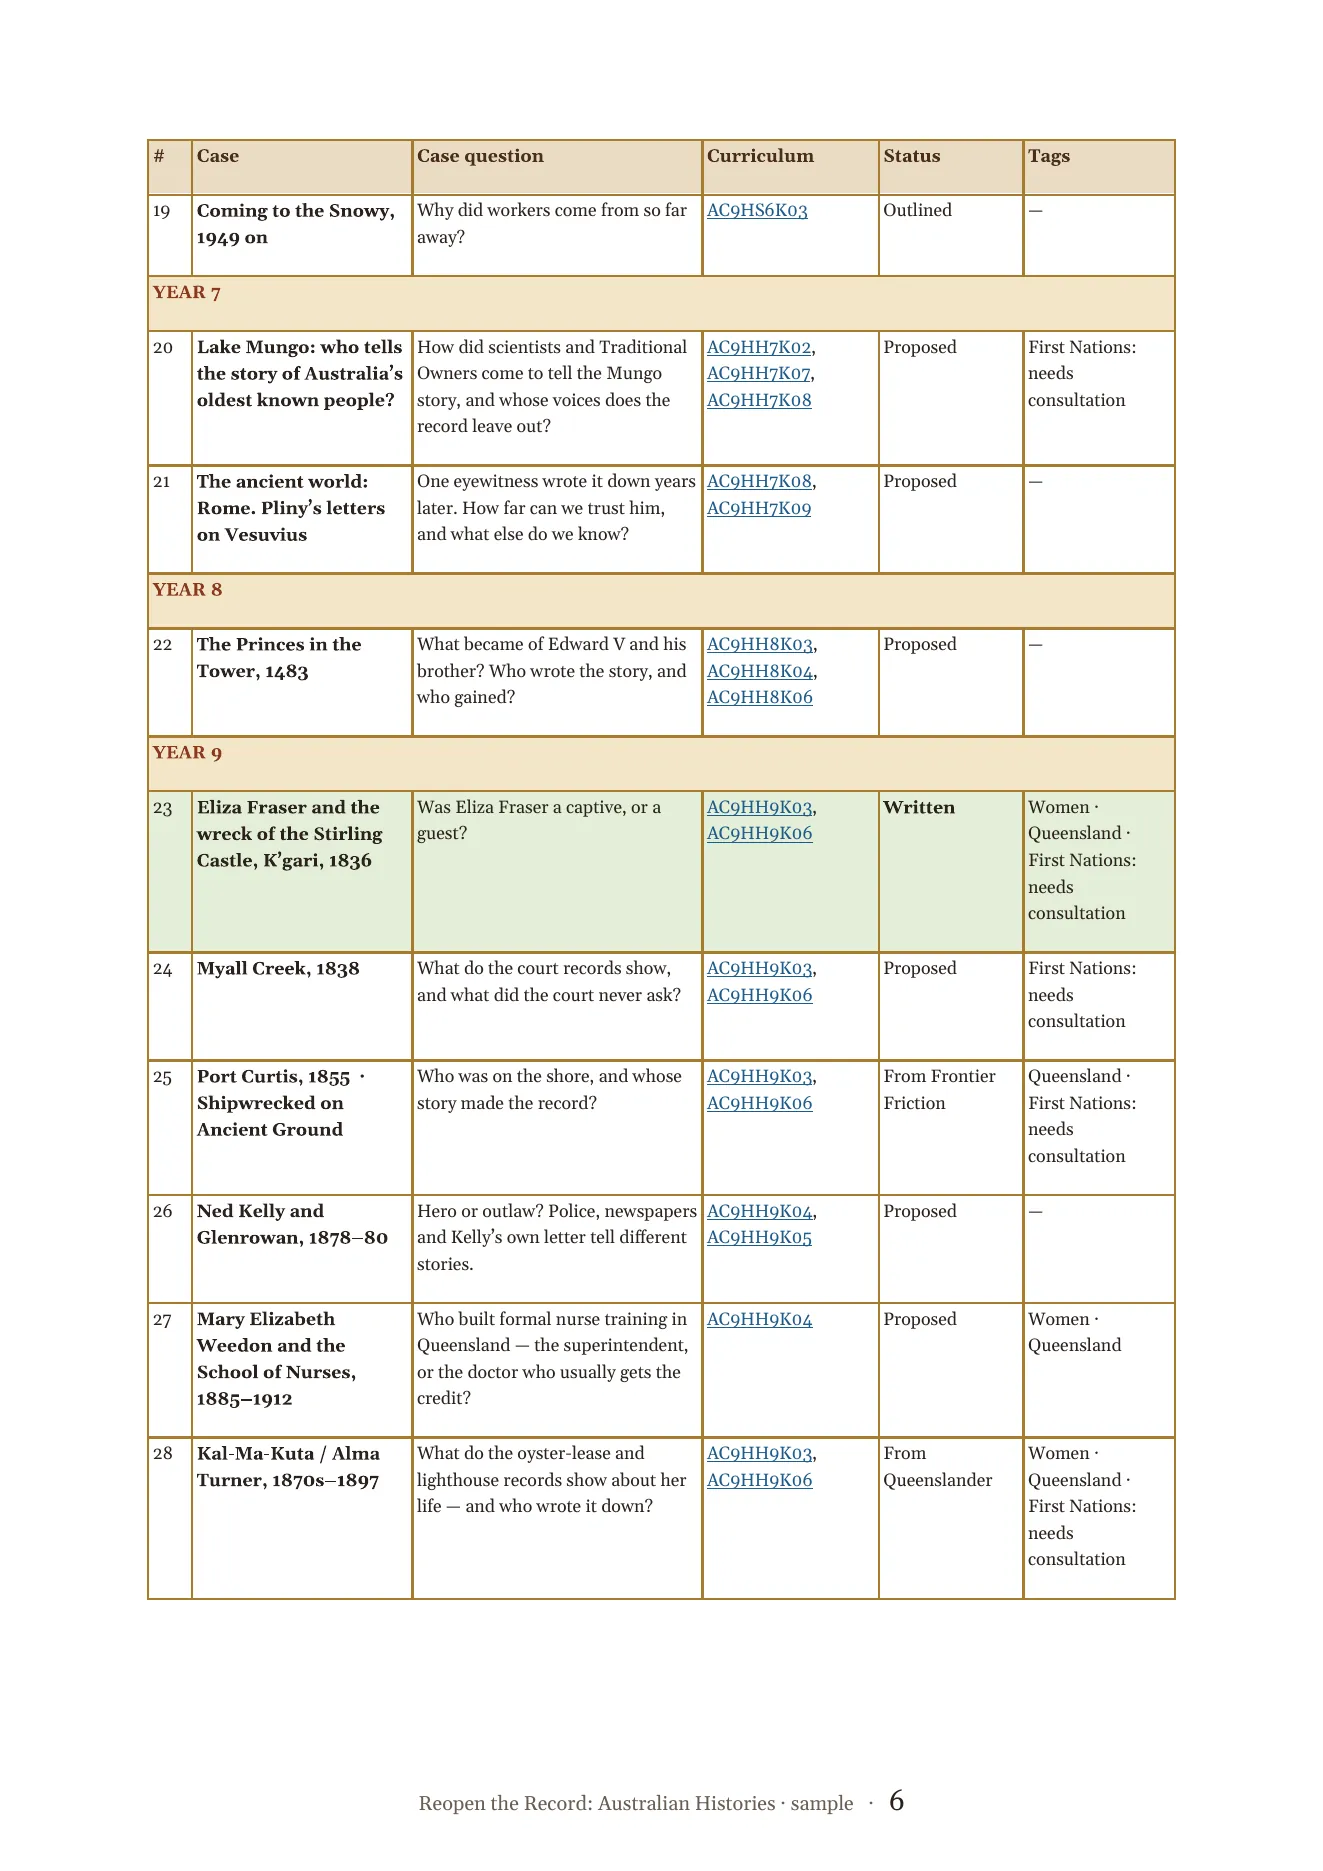 # Case Case question Curriculum Status Tags
19 Coming to the Snowy, Why did workers come from so far AC9HS6K03 Outlined —
1949 on away?
YEAR 7
20 Lake Mungo: who tells How did scientists and Traditional AC9HH7K02, Proposed First Nations:
the story of Australia’s Owners come to tell the Mungo AC9HH7K07, needs
oldest known people? story, and whose voices does the AC9HH7K08 consultation
record leave out?
21 The ancient world: One eyewitness wrote it down years AC9HH7K08, Proposed —
Rome. Pliny’s letters later. How far can we trust him, AC9HH7K09
on Vesuvius and what else do we know?
YEAR 8
22 The Princes in the What became of Edward V and his AC9HH8K03, Proposed —
Tower, 1483 brother? Who wrote the story, and AC9HH8K04,
who gained? AC9HH8K06
YEAR 9
23 Eliza Fraser and the Was Eliza Fraser a captive, or a AC9HH9K03, Written Women ·
wreck of the Stirling guest? AC9HH9K06 Queensland ·
Castle, K’gari, 1836 First Nations:
needs
consultation
24 Myall Creek, 1838 What do the court records show, AC9HH9K03, Proposed First Nations:
and what did the court never ask? AC9HH9K06 needs
consultation
25 Port Curtis, 1855 · Who was on the shore, and whose AC9HH9K03, From Frontier Queensland ·
Shipwrecked on story made the record? AC9HH9K06 Friction First Nations:
Ancient Ground needs
consultation
26 Ned Kelly and Hero or outlaw? Police, newspapers AC9HH9K04, Proposed —
Glenrowan, 1878–80 and Kelly’s own letter tell different AC9HH9K05
stories.
27 Mary Elizabeth Who built formal nurse training in AC9HH9K04 Proposed Women ·
Weedon and the Queensland — the superintendent, Queensland
School of Nurses, or the doctor who usually gets the
1885–1912 credit?
28 Kal-Ma-Kuta / Alma What do the oyster-lease and AC9HH9K03, From Women ·
Turner, 1870s–1897 lighthouse records show about her AC9HH9K06 Queenslander Queensland ·
life — and who wrote it down? First Nations:
needs
consultation
Reopen the Record: Australian Histories · sample · 6